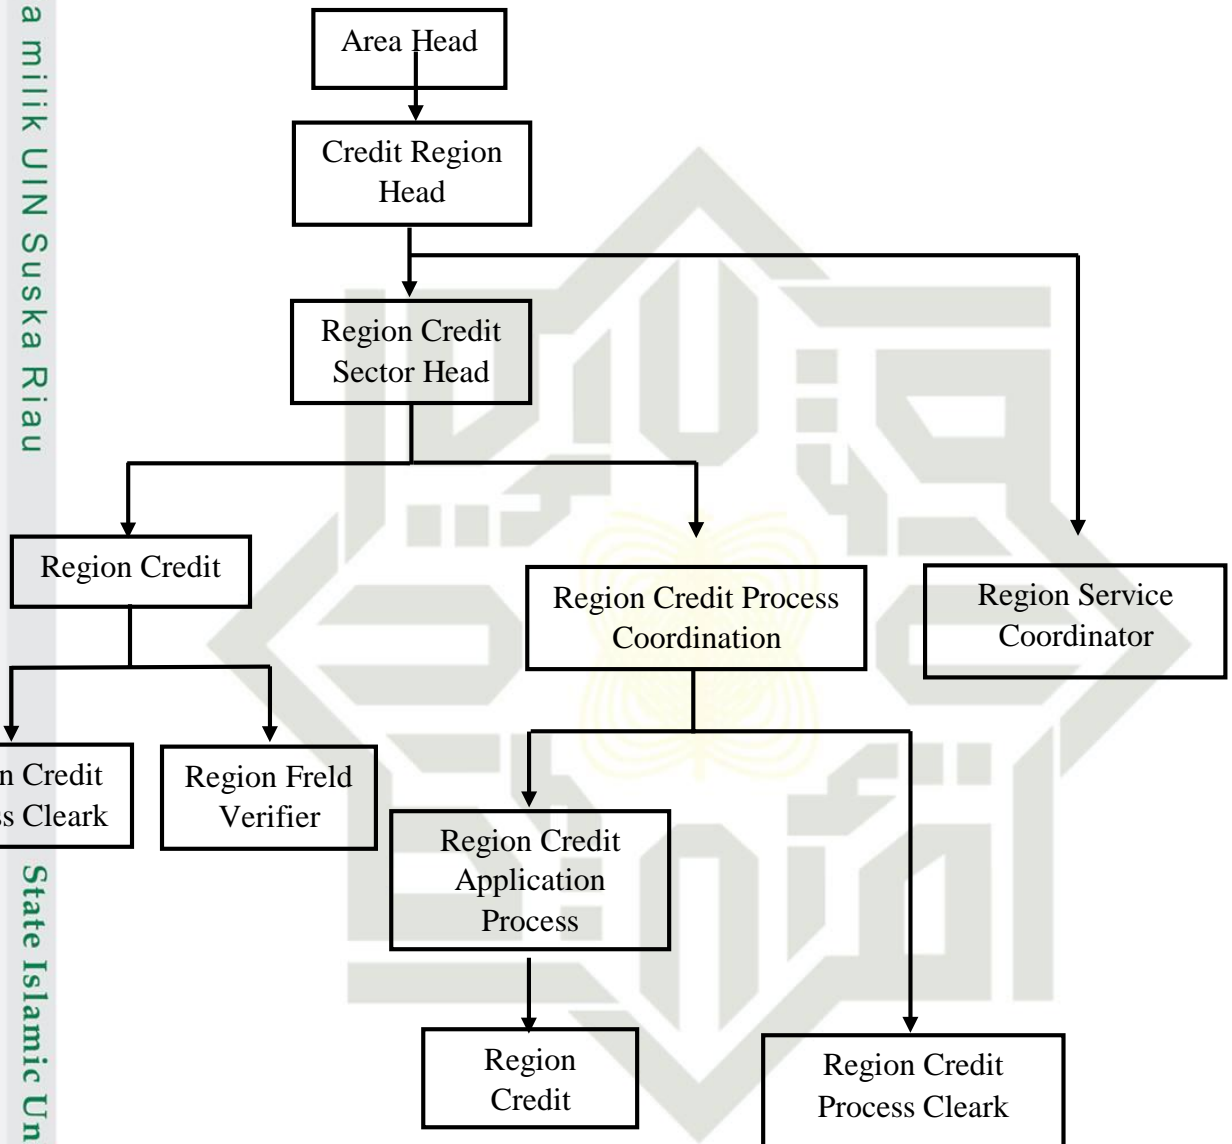 a milik UIN Suska Riau
State Islamic Un
Area Head
Credit Region
Head
Region Credit
Sector Head
Region Credit
Region Credit Process
Coordination
Region Service
Coordinator
n Credit
ss Cleark
Region Freld
Verifier
Region Credit
Application
Process
Region
Credit
Region Credit
Process Cleark